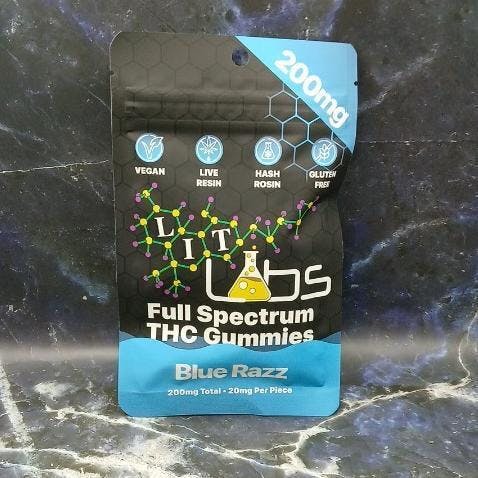 200mg
VEGAN
LIVE
RESIN
HASH
ROSIN
GLUTEN
FREE
LIT
Labs
Full Spectrum
THC Gummies
Blue Razz
200mg Total - 20mg Per Piece